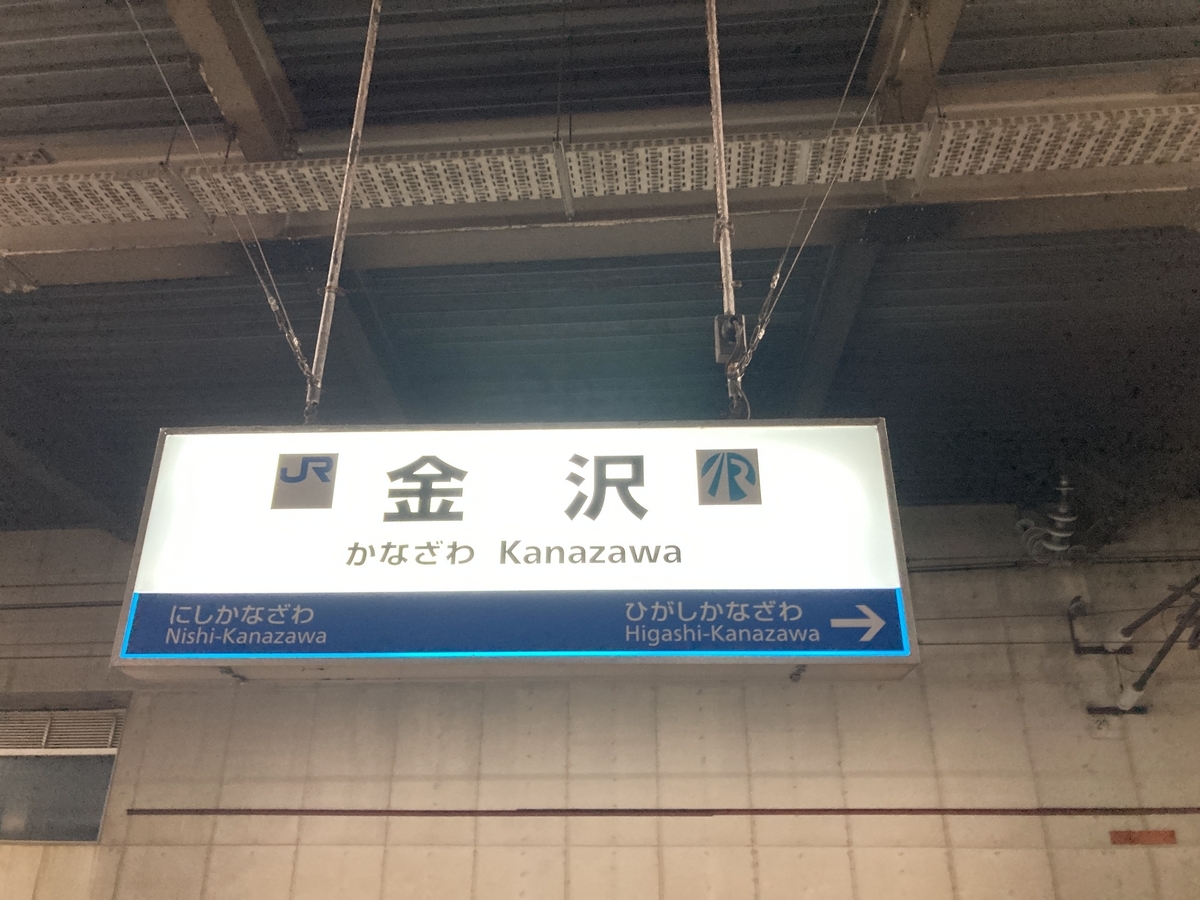 JR 金沢 IR
かなざわ Kanazawa
にしかなざわ
Nishi-Kanazawa
ひがしかなざわ
Higashi-Kanazawa →